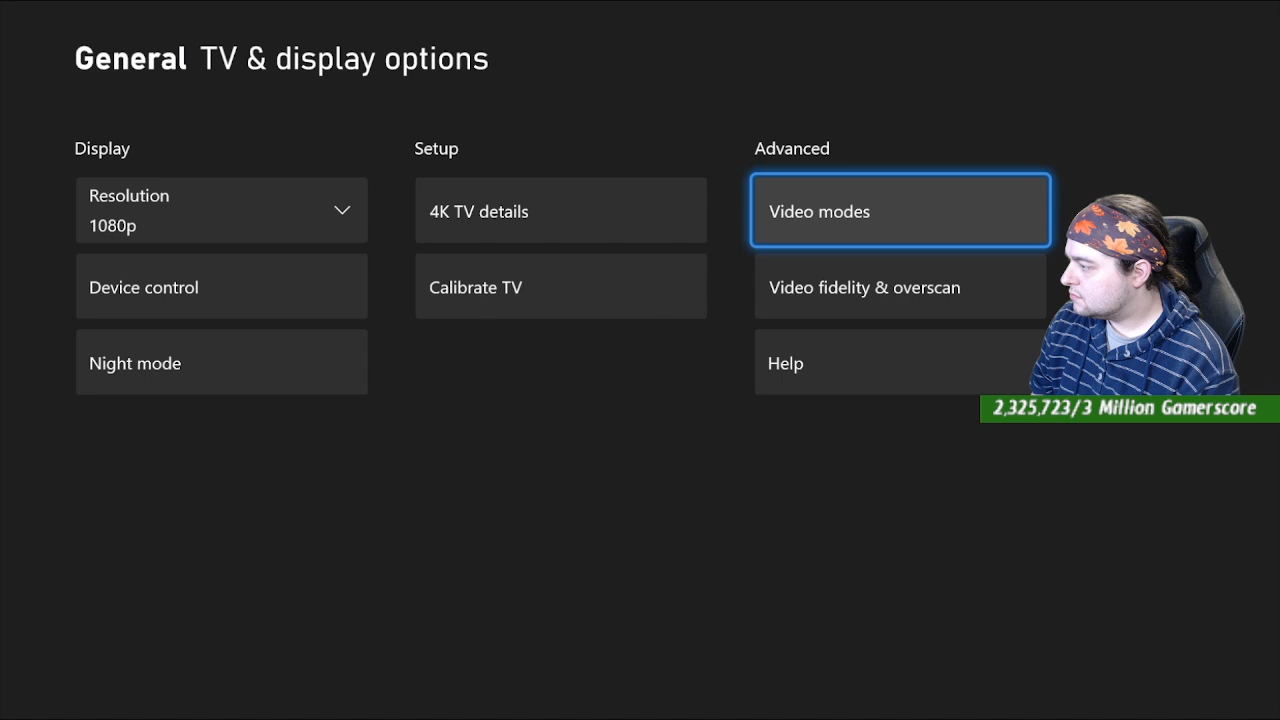 General TV & display options
Display
Resolution
1080p
Device control
Night mode
Setup
4K TV details
Calibrate TV
Advanced
Video modes
Video fidelity & overscan
Help
2,325,723/3 Million Gamerscore